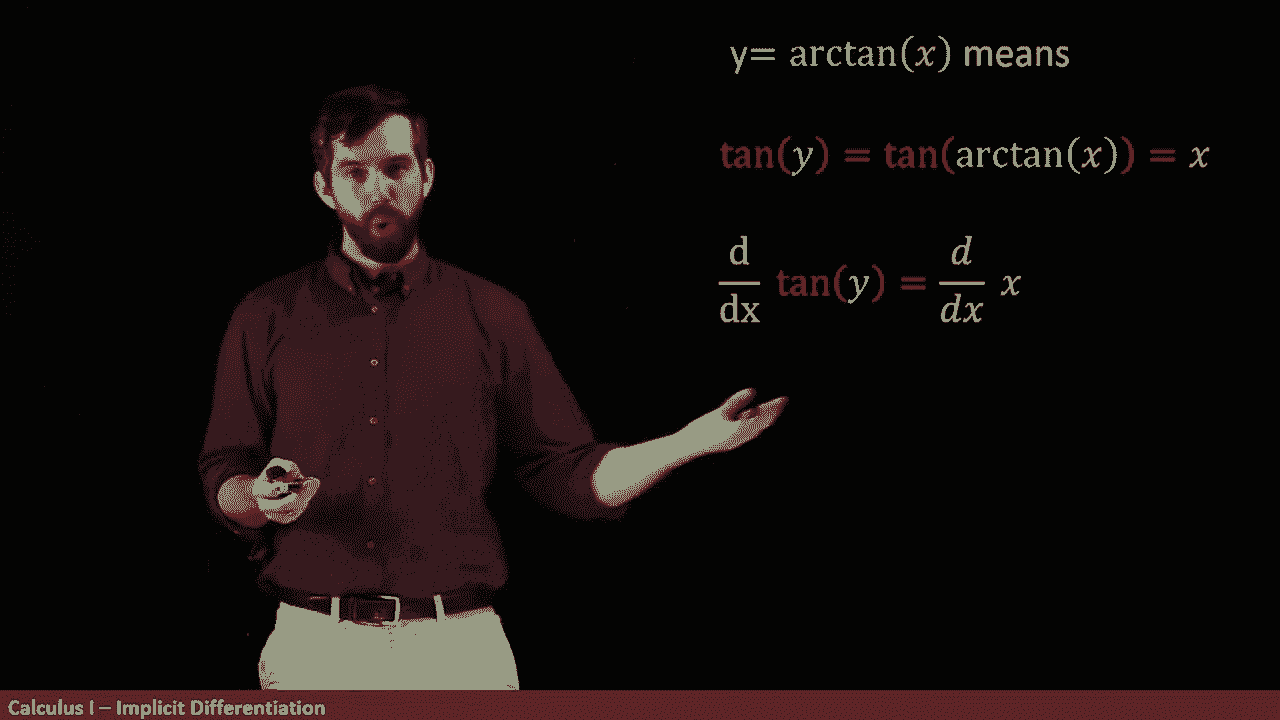 y= arctan(x) means
tan(y) = tan(arctan(x)) = x
d/dx tan(y) = d/dx x
Calculus I – Implicit Differentiation